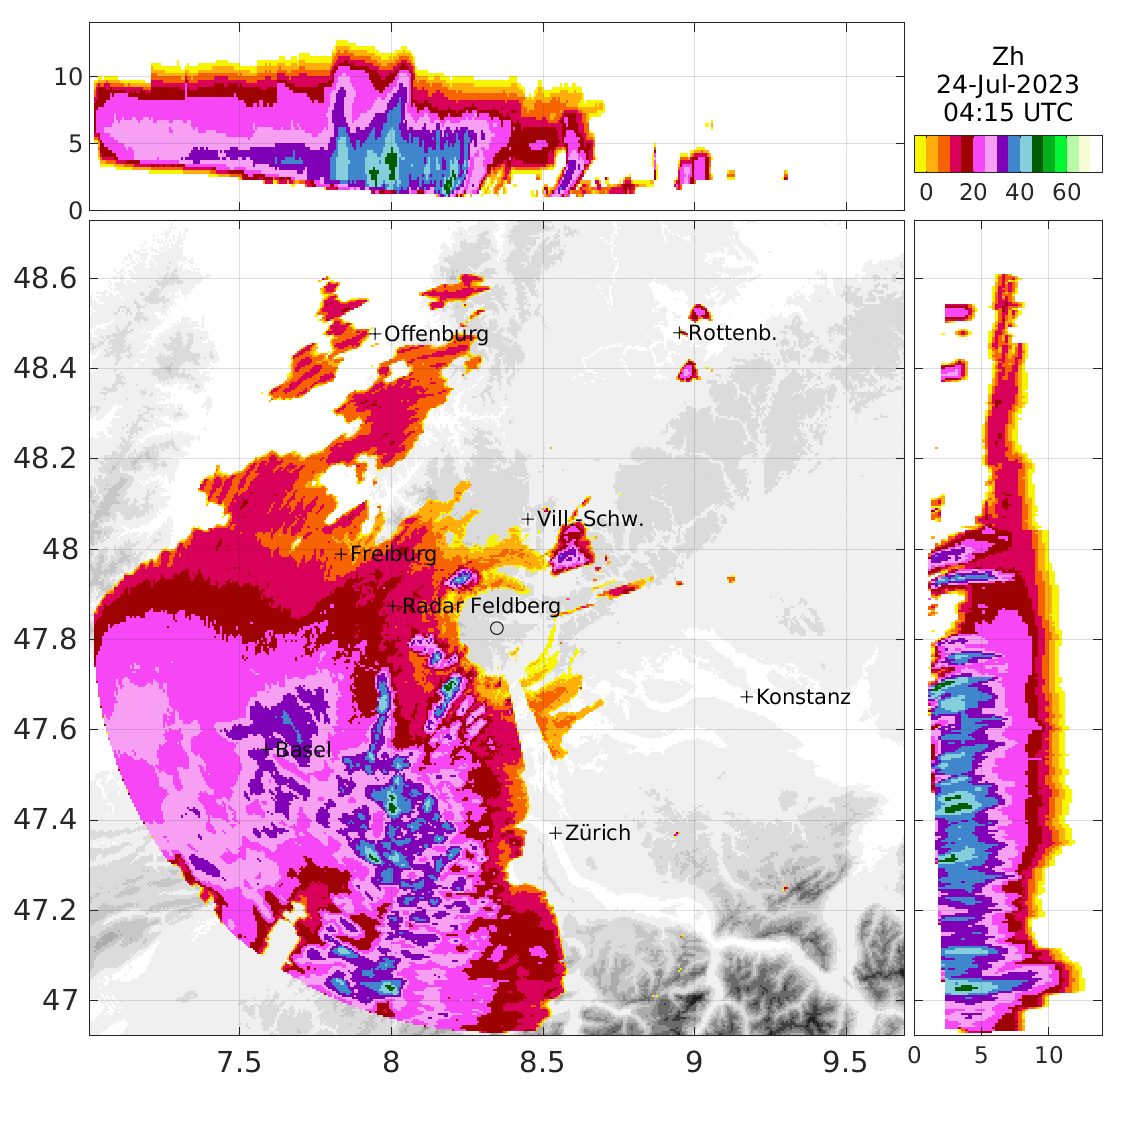 10
5
0
Zh
24-Jul-2023
04:15 UTC
0 20 40 60
48.6
48.4
48.2
48
47.8
47.6
47.4
47.2
47
+Offenburg
+Rottenb.
+Vill.-Schw.
+Freiburg
+Radar Feldberg
+Konstanz
+Basel
+Zürich
7.5 8 8.5 9 9.5
0 5 10